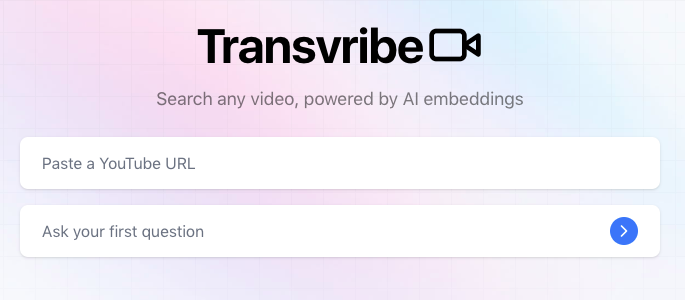 Transvribe
Search any video, powered by AI embeddings
Paste a YouTube URL
Ask your first question